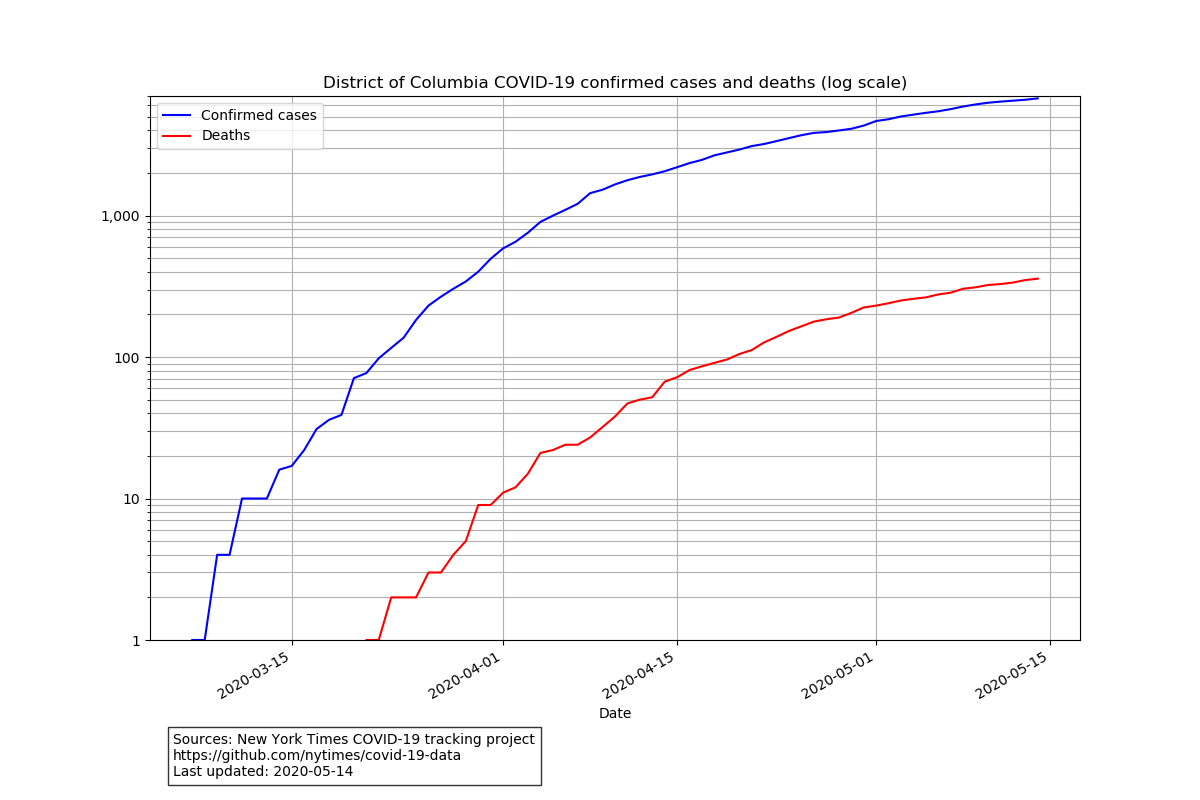 District of Columbia COVID-19 confirmed cases and deaths (log scale)
Confirmed cases
Deaths
1,000
100
10
1
2020-03-15
2020-04-01
2020-04-15
2020-05-01
2020-05-15
Date
Sources: New York Times COVID-19 tracking project
https://github.com/nytimes/covid-19-data
Last updated: 2020-05-14